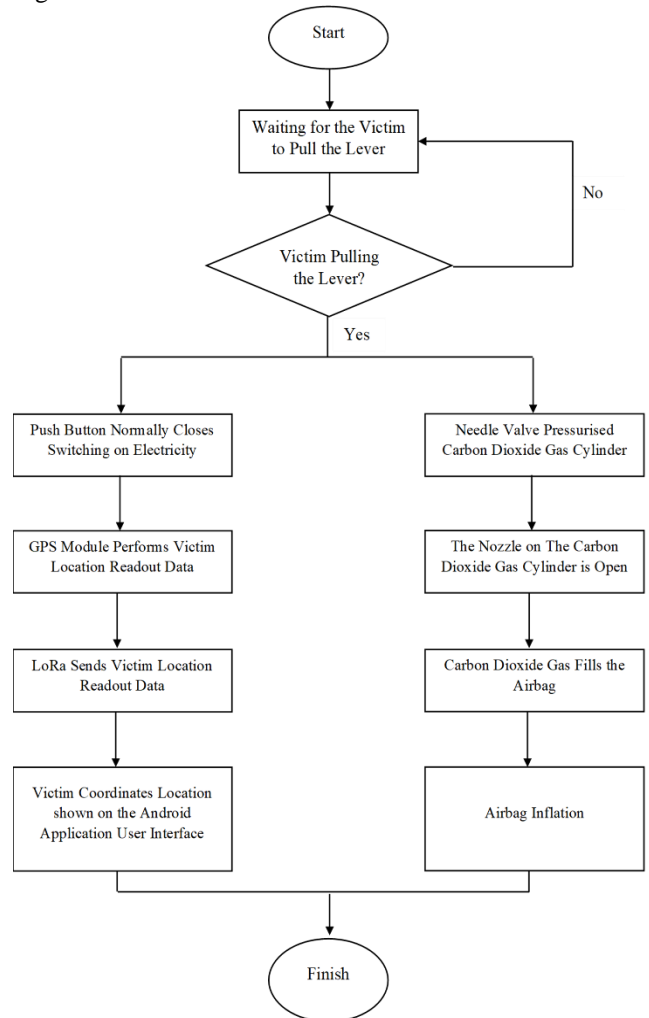 Start
Waiting for the Victim
to Pull the Lever
No
Victim Pulling
the Lever?
Yes
Push Button Normally Closes
Switching on Electricity
Needle Valve Pressurised
Carbon Dioxide Gas Cylinder
GPS Module Performs Victim
Location Readout Data
The Nozzle on The Carbon
Dioxide Gas Cylinder is Open
LoRa Sends Victim Location
Readout Data
Carbon Dioxide Gas Fills the
Airbag
Victim Coordinates Location
shown on the Android
Application User Interface
Airbag Inflation
Finish